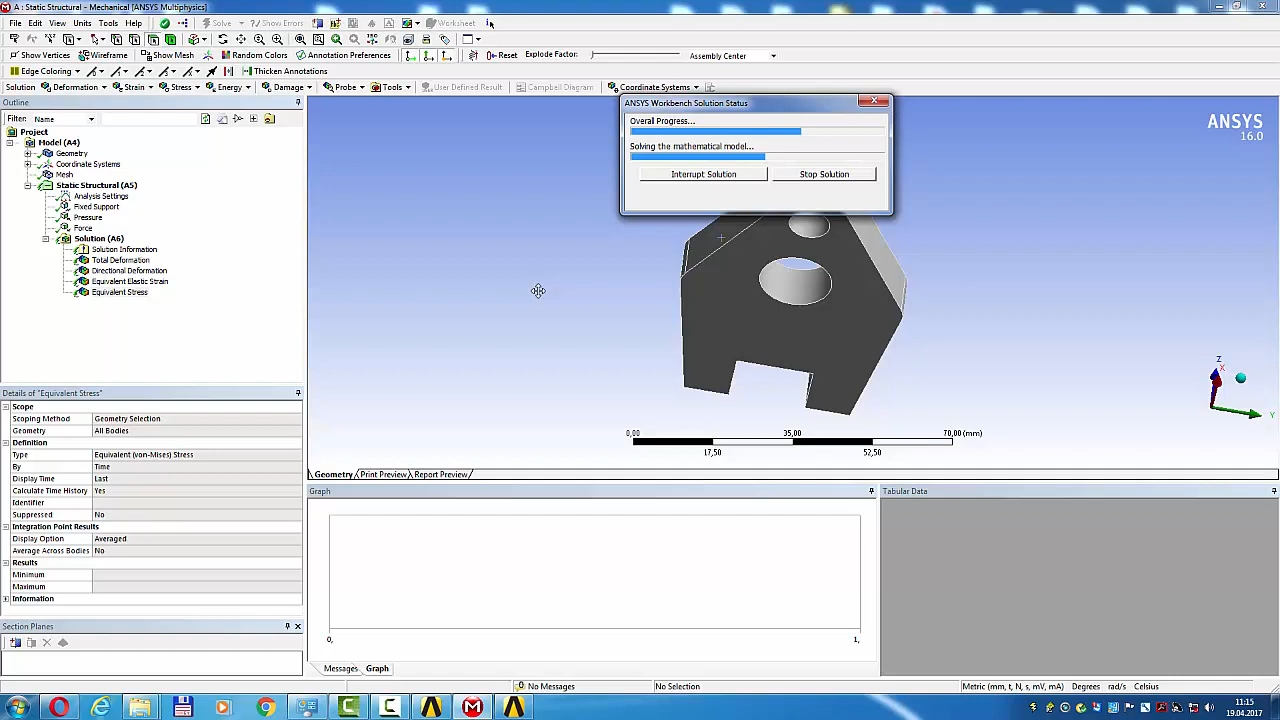 A : Static Structural - Mechanical [ANSYS Multiphysics]
File Edit View Units Tools Help Solve Show Errors Worksheet
Show Vertices Wireframe Show Mesh Random Colors Annotation Preferences Reset Explode Factor: Assembly Center
Edge Coloring Thicken Annotations
Solution Deformation Strain Stress Energy Damage Probe Tools User Defined Result Campbell Diagram Coordinate Systems
Outline
Filter: Name
Project
Model (A4)
Geometry
Coordinate Systems
Mesh
Static Structural (A5)
Analysis Settings
Fixed Support
Pressure
Force
Solution (A6)
Solution Information
Total Deformation
Directional Deformation
Equivalent Elastic Strain
Equivalent Stress
Details of "Equivalent Stress"
Scope
Scoping Method Geometry Selection
Geometry All Bodies
Definition
Type Equivalent (von-Mises) Stress
By Time
Display Time Last
Calculate Time History Yes
Identifier
Suppressed No
Integration Point Results
Display Option Averaged
Average Across Bodies No
Results
Minimum
Maximum
Information
Section Planes
ANSYS Workbench Solution Status
Overall Progress...
Solving the mathematical model...
Interrupt Solution Stop Solution
ANSYS
16.0
Z
X
Y
0,00 35,00 70,00 (mm)
17,50 52,50
Geometry Print Preview Report Preview
Graph
0, 1,
Messages Graph
Tabular Data
No Messages No Selection Metric (mm, t, N, s, mV, mA) Degrees rad/s Celsius
11:15
19.04.2017